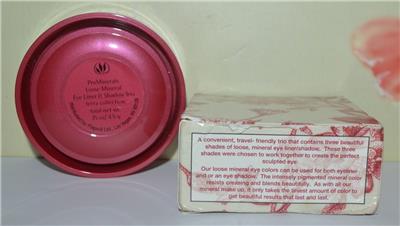 ProMinerals
Loose Mineral
Eye Liner & Shadow Trio
terra collection
total net wt.
A convenient, travel- friendly trio that contains three beautiful
shades of loose, mineral eye liner/shadow. These three
shades were chosen to work together to create the perfect
sculpted eye.
Our loose mineral eye colors can be used for both eyeliner
and or an eye shadow. The intensely pigmented mineral color
resists creasing and blends beautifully. As with all our
mineral make up, it only takes the tiniest amount of color to
get beautiful results that last and last.